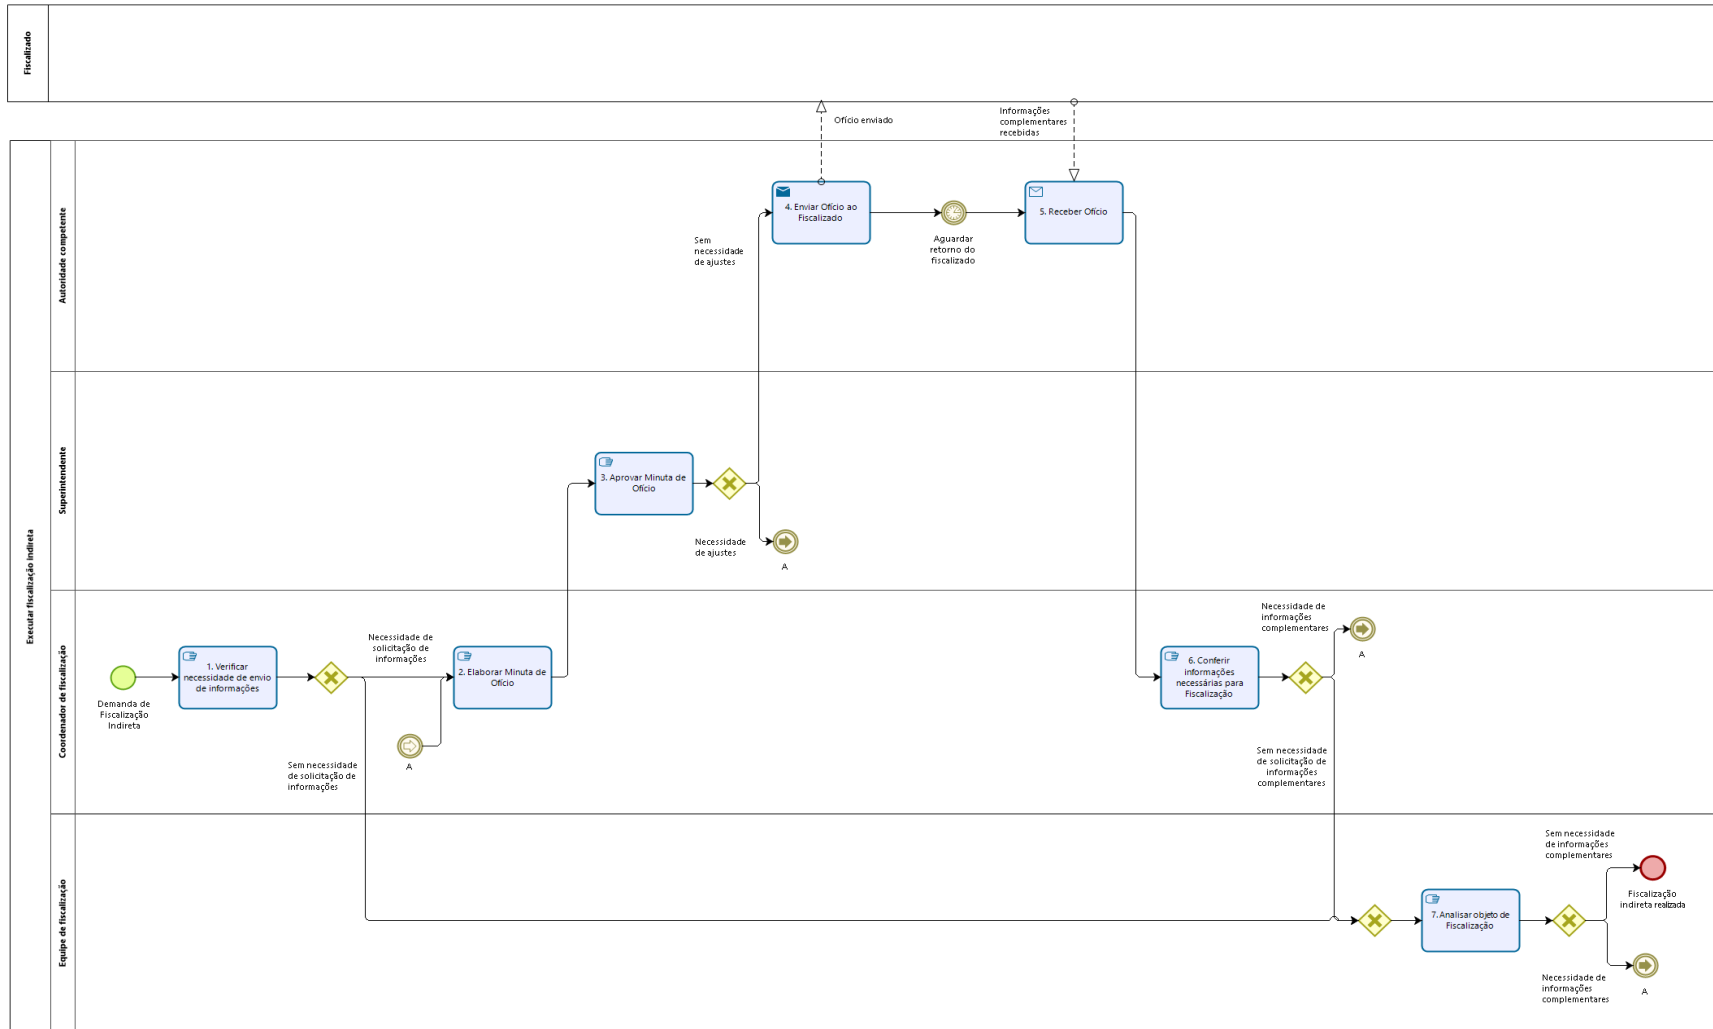 Fiscalizado
Ofício enviado
Informações
complementares
recebidas
Executar fiscalização indireta
Autoridade competente
4. Enviar Ofício ao
Fiscalizado
Aguardar
retorno do
fiscalizado
5. Receber Ofício
Sem
necessidade
de ajustes
Superintendente
3. Aprovar Minuta de
Ofício
Necessidade
de ajustes
A
Coordenador de fiscalização
Demanda de
Fiscalização
Indireta
1. Verificar
necessidade de envio
de informações
Necessidade de
solicitação de
informações
2. Elaborar Minuta de
Ofício
A
Sem necessidade
de solicitação de
informações
6. Conferir
informações
necessárias para
Fiscalização
Necessidade de
informações
complementares
A
Sem necessidade
de solicitação de
informações
complementares
Equipe de fiscalização
7. Analisar objeto de
Fiscalização
Sem necessidade
de informações
complementares
Fiscalização
indireta realizada
Necessidade de
informações
complementares
A